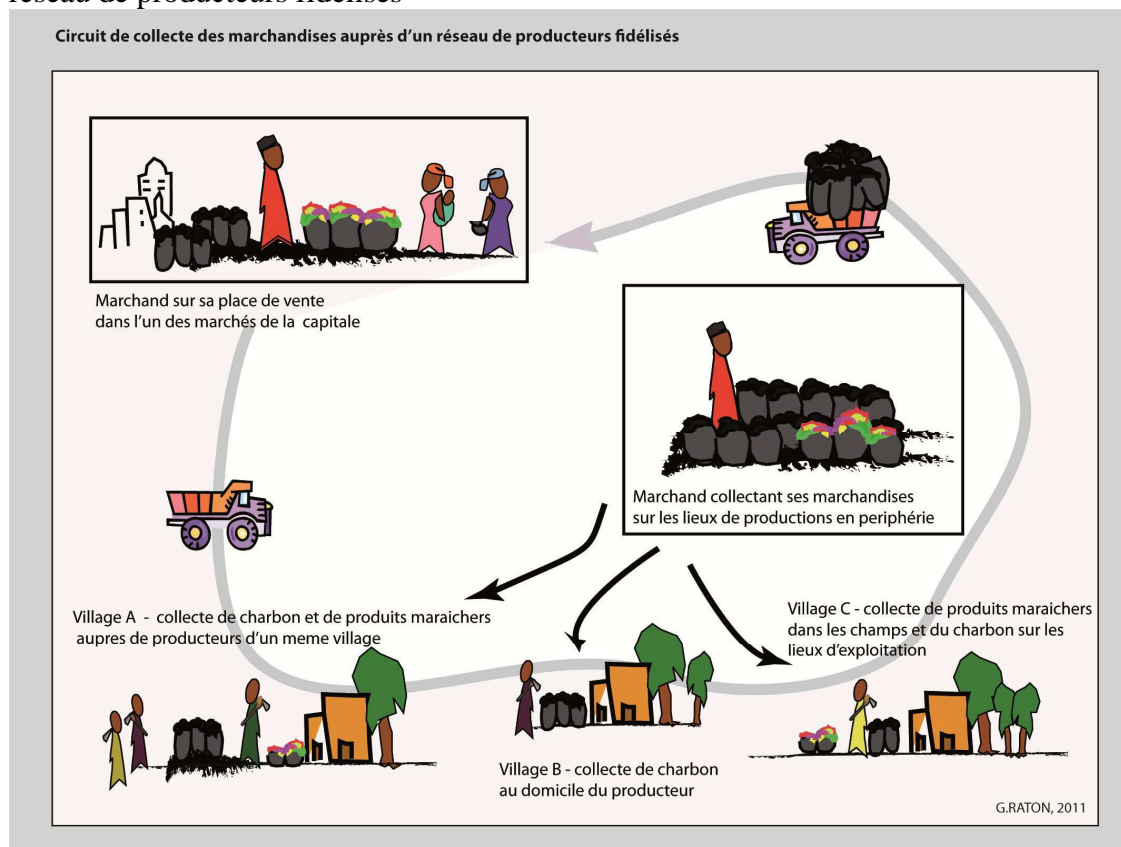 réseau de producteurs fidélisés
Circuit de collecte des marchandises auprès d'un réseau de producteurs fidélisés
Marchand sur sa place de vente
dans l'un des marchés de la capitale
Marchand collectant ses marchandises
sur les lieux de productions en periphérie
Village A - collecte de charbon et de produits maraichers
aupres de producteurs d'un meme village
Village C - collecte de produits maraichers
dans les champs et du charbon sur les
lieux d'exploitation
Village B - collecte de charbon
au domicile du producteur
G.RATON, 2011